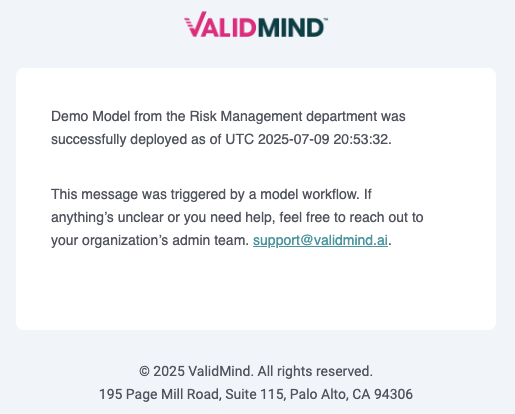 VALIDMIND™
Demo Model from the Risk Management department was
successfully deployed as of UTC 2025-07-09 20:53:32.
This message was triggered by a model workflow. If
anything’s unclear or you need help, feel free to reach out to
your organization’s admin team. support@validmind.ai.
© 2025 ValidMind. All rights reserved.
195 Page Mill Road, Suite 115, Palo Alto, CA 94306